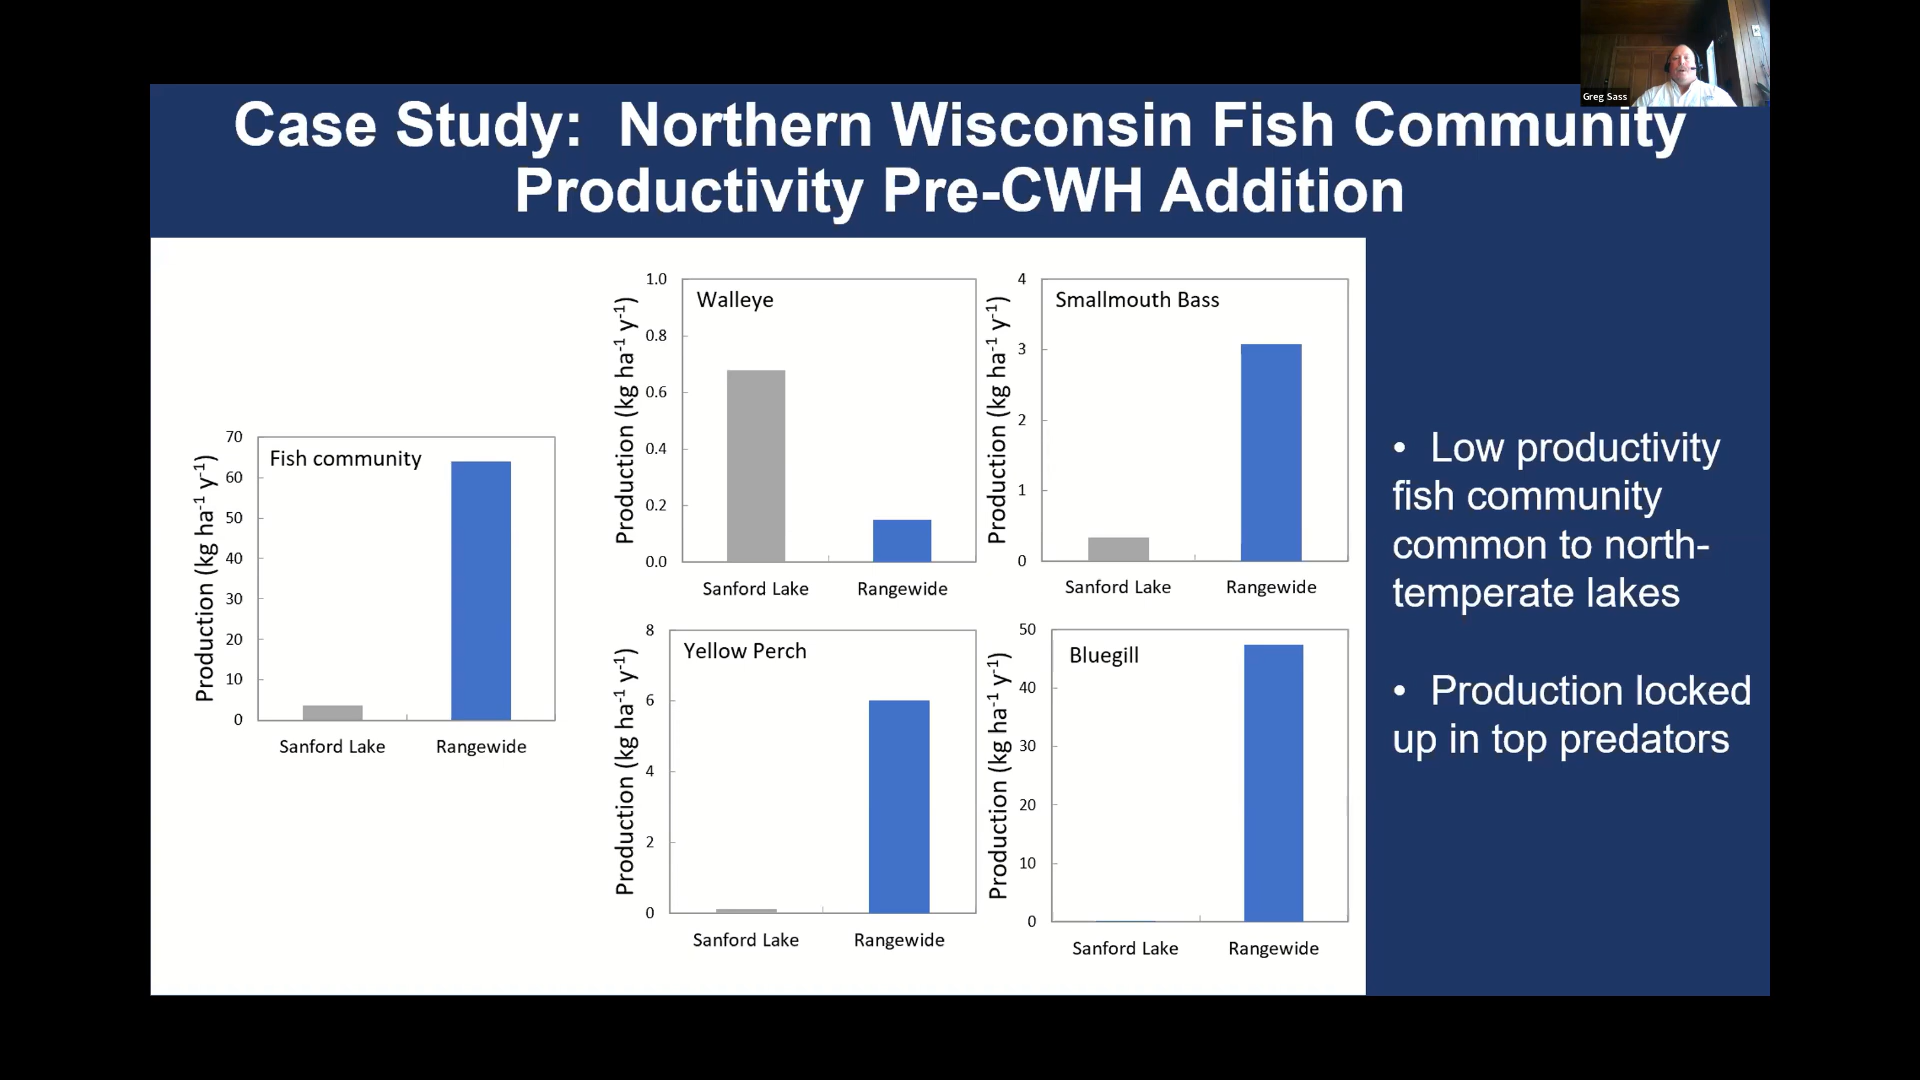 Greg Sass
Case Study:  Northern Wisconsin Fish Community
Productivity Pre-CWH Addition
Fish community
Production (kg ha⁻¹ y⁻¹)
70
60
50
40
30
20
10
0
Sanford Lake
Rangewide
Walleye
Production (kg ha⁻¹ y⁻¹)
1.0
0.8
0.6
0.4
0.2
0.0
Sanford Lake
Rangewide
Smallmouth Bass
Production (kg ha⁻¹ y⁻¹)
4
3
2
1
0
Sanford Lake
Rangewide
Yellow Perch
Production (kg ha⁻¹ y⁻¹)
8
6
4
2
0
Sanford Lake
Rangewide
Bluegill
Production (kg ha⁻¹ y⁻¹)
50
40
30
20
10
0
Sanford Lake
Rangewide
• Low productivity
fish community
common to north-
temperate lakes
• Production locked
up in top predators